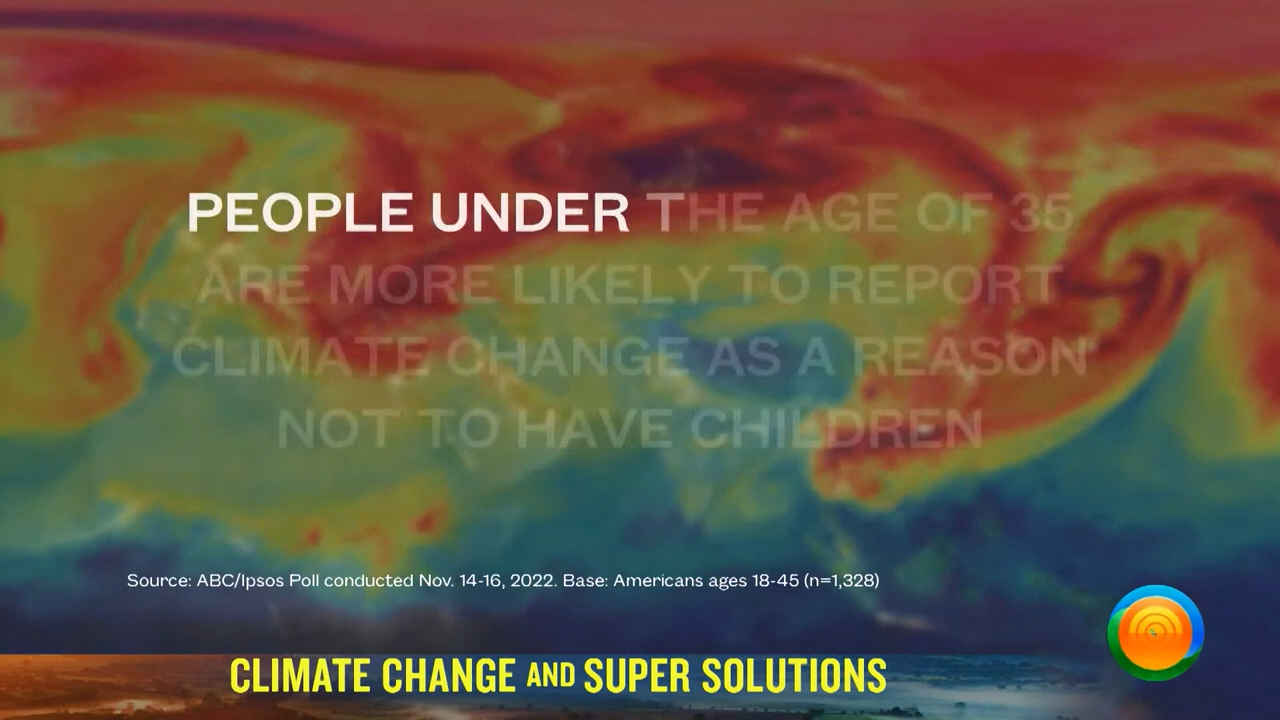 PEOPLE UNDER THE AGE OF 35
ARE MORE LIKELY TO REPORT
CLIMATE CHANGE AS A REASON
NOT TO HAVE CHILDREN
Source: ABC/Ipsos Poll conducted Nov. 14-16, 2022. Base: Americans ages 18-45 (n=1,328)
CLIMATE CHANGE AND SUPER SOLUTIONS